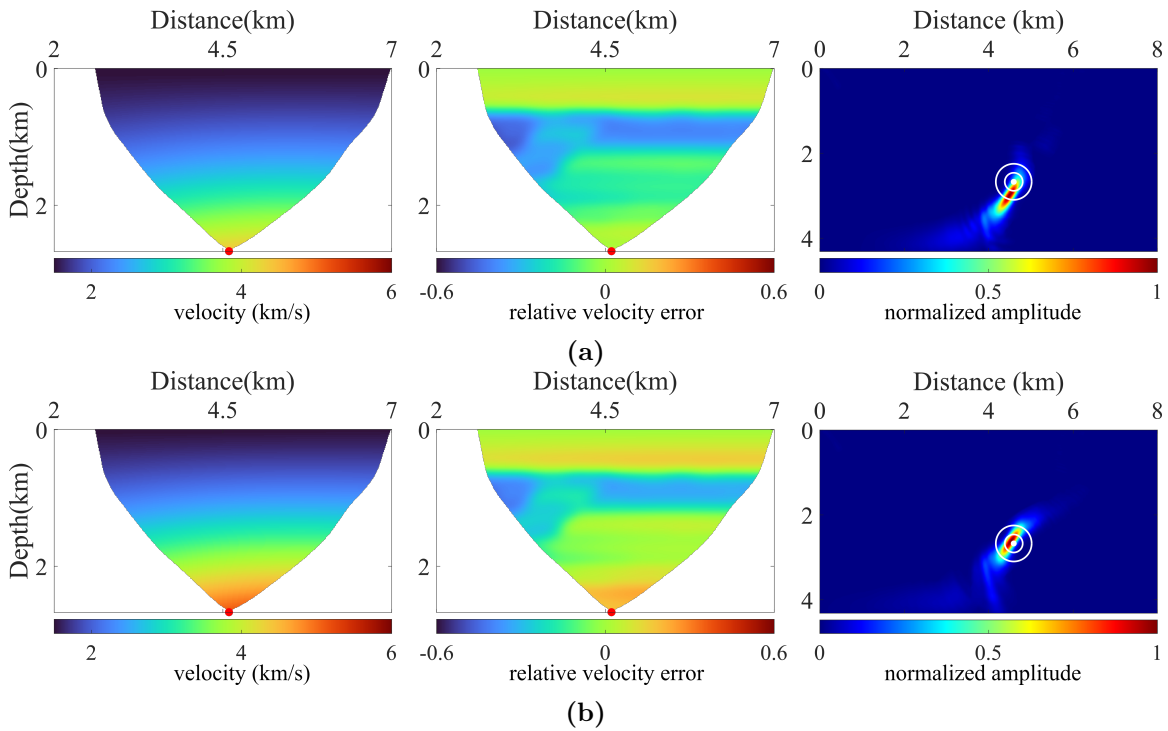 Distance(km) Distance(km) Distance (km)
2 4.5 7 2 4.5 7 0 2 4 6 8
0 0
Depth(km)
2 2 2
4
2 4 6 -0.6 0 0.6 0 0.5 1
velocity (km/s) relative velocity error normalized amplitude
(a)
Distance(km) Distance(km) Distance (km)
2 4.5 7 2 4.5 7 0 2 4 6 8
0 0 0
Depth(km)
2 2 2
4
2 4 6 -0.6 0 0.6 0 0.5 1
velocity (km/s) relative velocity error normalized amplitude
(b)